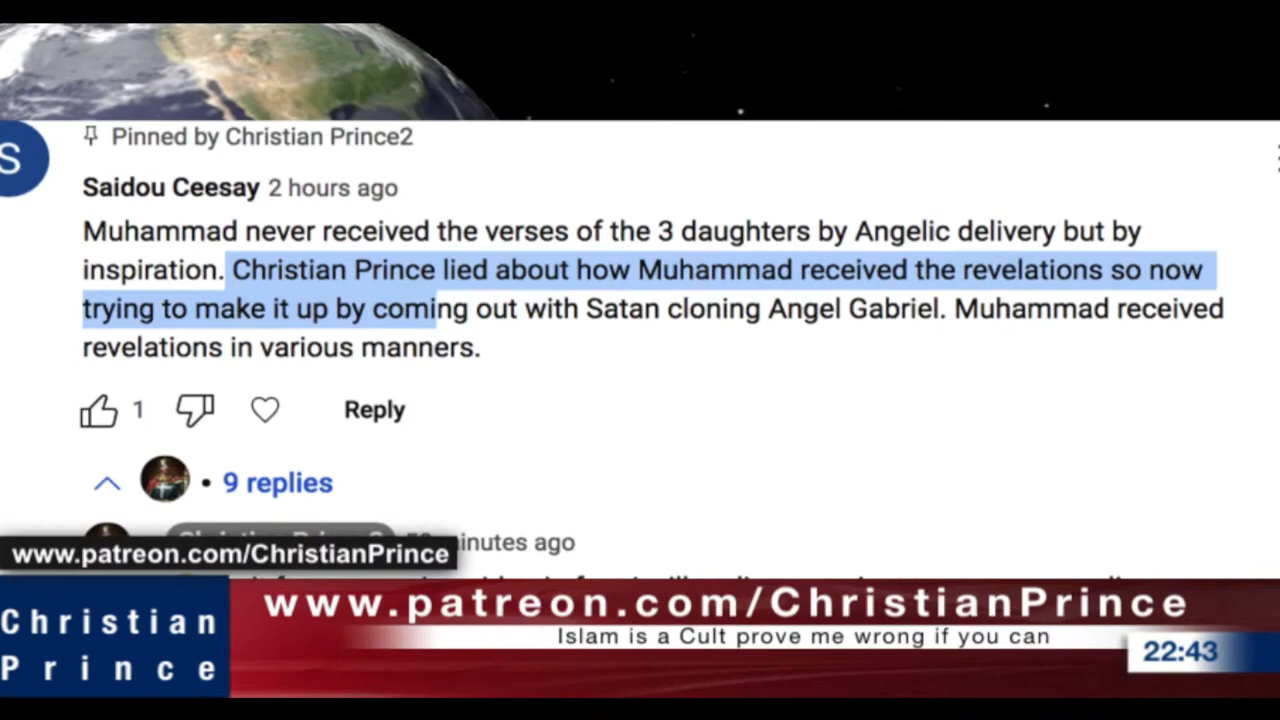 Pinned by Christian Prince2
S
Saidou Ceesay 2 hours ago
Muhammad never received the verses of the 3 daughters by Angelic delivery but by
inspiration. Christian Prince lied about how Muhammad received the revelations so now
trying to make it up by coming out with Satan cloning Angel Gabriel. Muhammad received
revelations in various manners.
1 Reply
• 9 replies
minutes ago
www.patreon.com/ChristianPrince
Christian
Prince
www.patreon.com/ChristianPrince
Islam is a Cult prove me wrong if you can
22:43